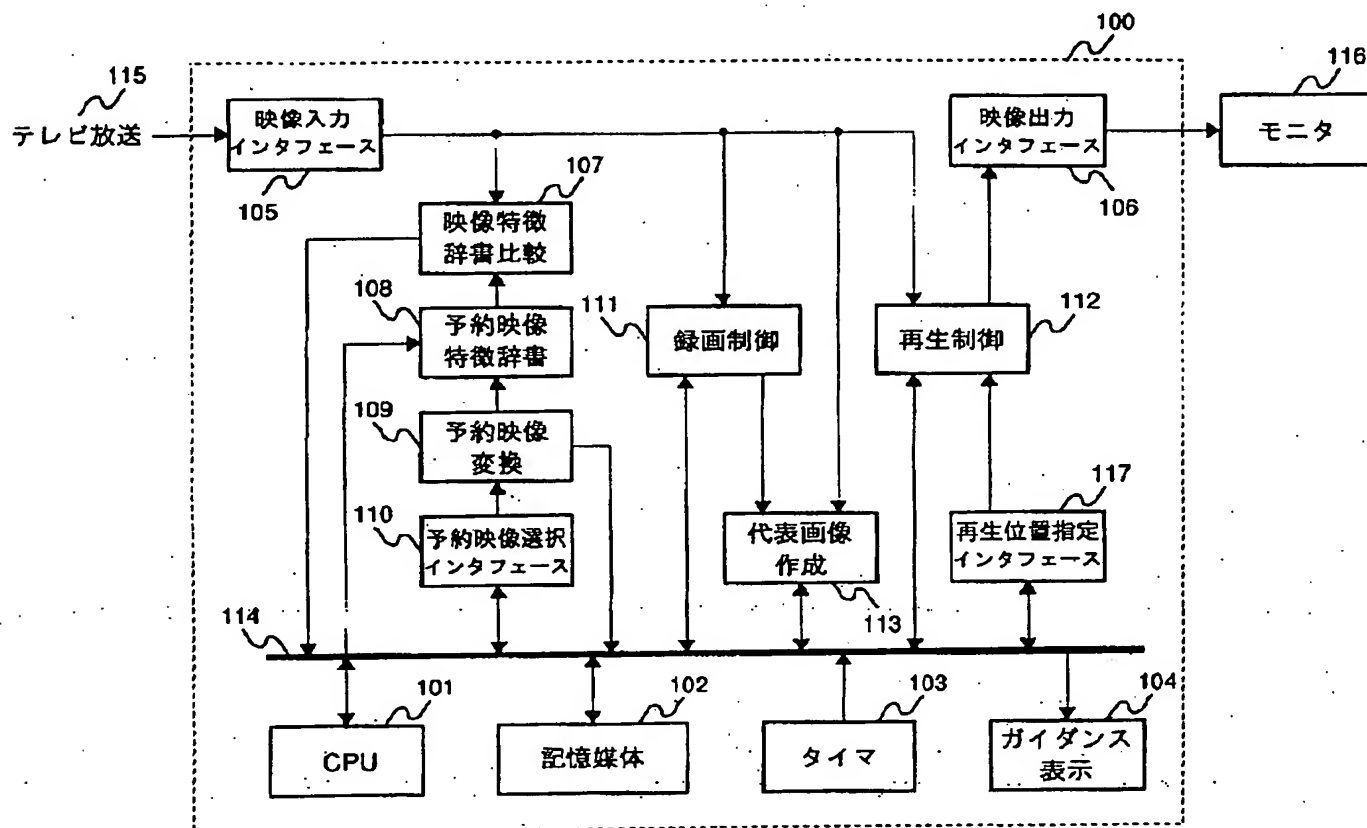 100
116
115
テレビ放送
映像入力
インタフェース
105
映像出力
インタフェース
106
モニタ
107
映像特徴
辞書比較
108
予約映像
特徴辞書
111
録画制御
再生制御
112
109
予約映像
変換
110
予約映像選択
インタフェース
代表画像
作成
113
117
再生位置指定
インタフェース
114
101
CPU
102
記憶媒体
103
タイマ
104
ガイダンス
表示